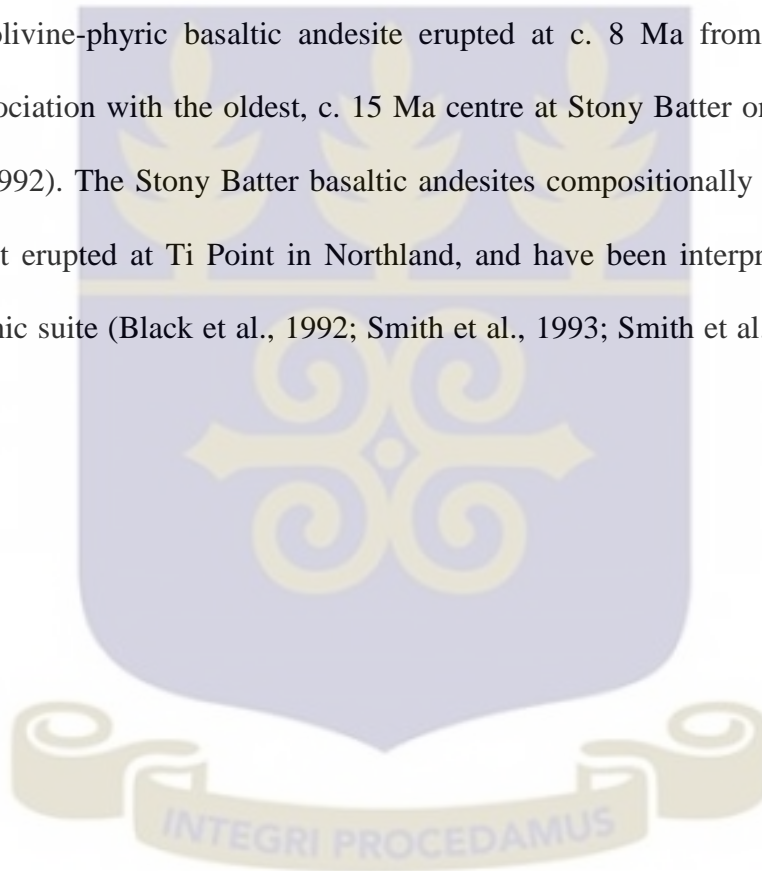 olivine-phyric basaltic andesite erupted at c. 8 Ma from
ociation with the oldest, c. 15 Ma centre at Stony Batter or
992). The Stony Batter basaltic andesites compositionally
t erupted at Ti Point in Northland, and have been interpr
nic suite (Black et al., 1992; Smith et al., 1993; Smith et al.
INTEGRI PROCEDAMUS